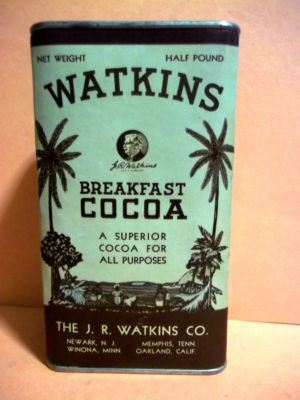 NET WEIGHT HALF POUND
WATKINS
J.R. Watkins
BREAKFAST
COCOA
A SUPERIOR
COCOA FOR
ALL PURPOSES
THE J. R. WATKINS CO.
NEWARK, N. J. MEMPHIS, TENN.
WINONA, MINN. OAKLAND, CALIF.